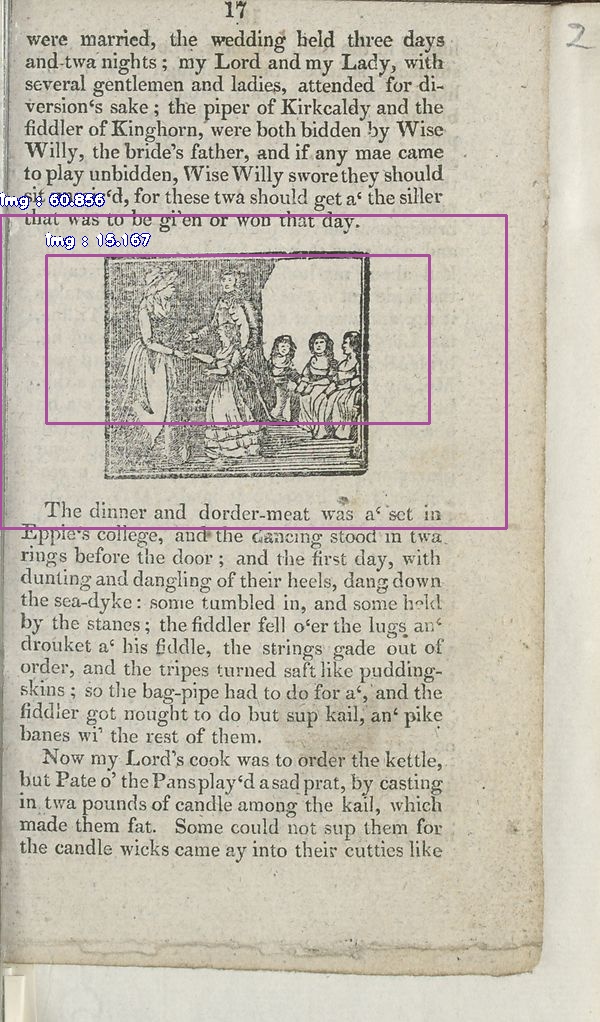 17
2
were married, the wedding held three days
and twa nights ; my Lord and my Lady, with
several gentlemen and ladies, attended for di-
version‘s sake ; the piper of Kirkcaldy and the
fiddler of Kinghorn, were both bidden by Wise
Willy, the bride’s father, and if any mae came
to play unbidden, Wise Willy swore they should
img : 60.856
‘d, for these twa should get a‘ the siller
that was to be gi’en or won that day.
img : 15.167
The dinner and dorder-meat was a‘ set in
Eppie‘s college, and the dancing stood in twa
rings before the door ; and the first day, with
dunting and dangling of their heels, dang down
the sea-dyke : some tumbled in, and some held
by the stanes ; the fiddler fell o‘er the lugs an‘
drouket a‘ his fiddle, the strings gade out of
order, and the tripes turned saft like pudding-
skins ; so the bag-pipe had to do for a‘, and the
fiddler got nought to do but sup kail, an‘ pike
banes wi’ the rest of them.
Now my Lord’s cook was to order the kettle,
but Pate o’ the Pans play‘d a sad prat, by casting
in twa pounds of candle among the kail, which
made them fat. Some could not sup them for
the candle wicks came ay into their cutties like